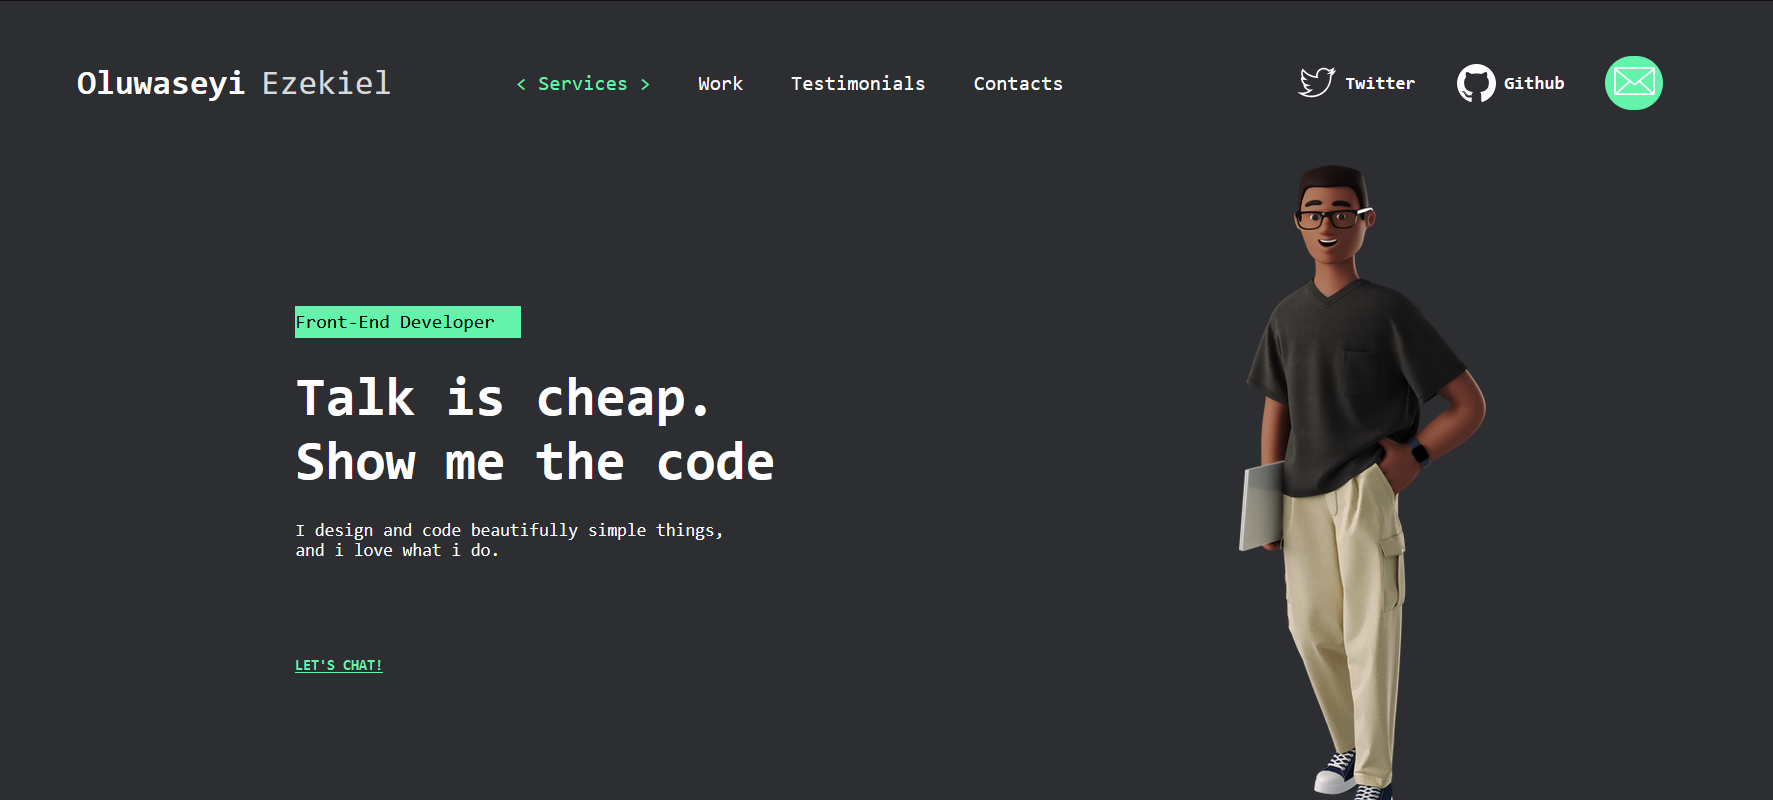 Oluwaseyi Ezekiel
< Services >
Work
Testimonials
Contacts
Twitter
Github
Front-End Developer
Talk is cheap.
Show me the code
I design and code beautifully simple things,
and i love what i do.
LET'S CHAT!